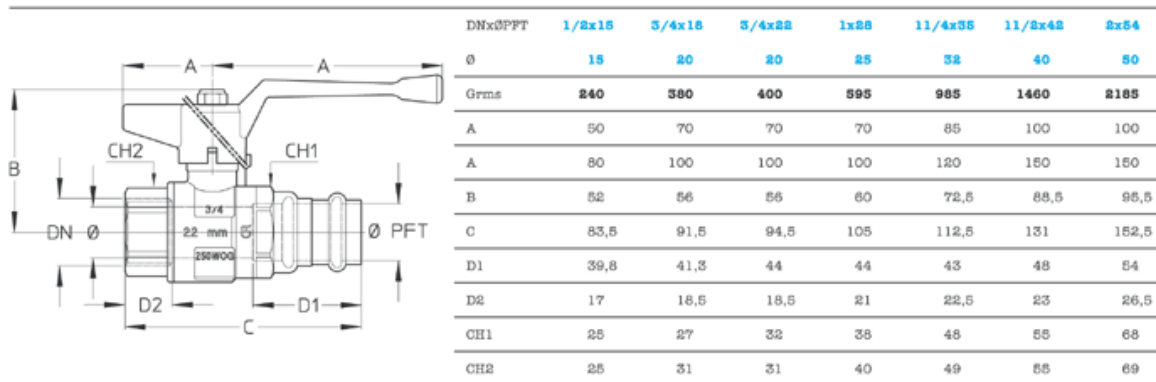 A A
B
CH2 CH1
3/4
DN Ø 22 mm CR Ø PFT
250WOG
D2 D1
C
DNxØPFT 1/2x15 3/4x18 3/4x22 1x28 11/4x35 11/2x42 2x54
Ø 15 20 20 25 32 40 50
Grms 240 380 400 595 985 1460 2185
A 50 70 70 70 85 100 100
A 80 100 100 100 120 150 150
B 52 56 56 60 72,5 88,5 95,5
C 83,5 91,5 94,5 105 112,5 131 152,5
D1 39,8 41,3 44 44 43 48 54
D2 17 18,5 18,5 21 22,5 23 26,5
CH1 25 27 32 38 48 55 68
CH2 25 31 31 40 49 55 69